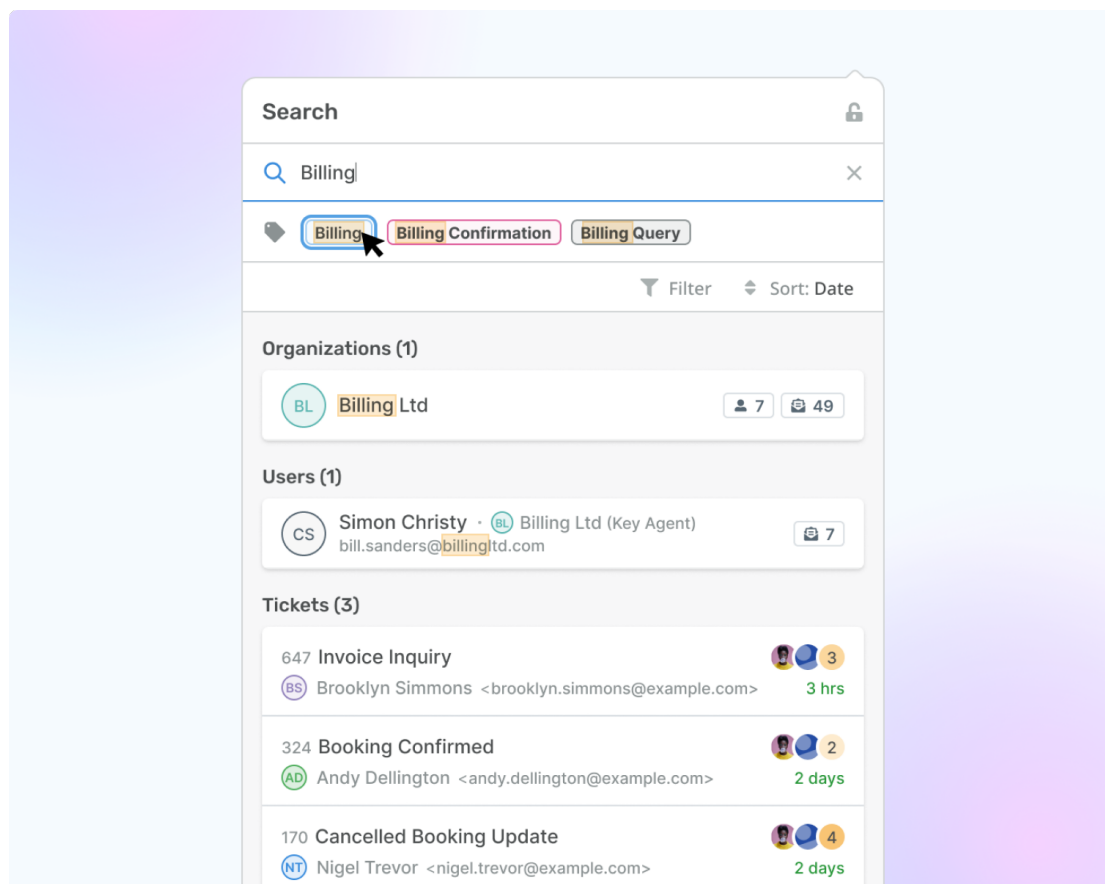 Search
Billing
Billing Billing Confirmation Billing Query
Filter Sort: Date
Organizations (1)
BL Billing Ltd 7 49
Users (1)
CS Simon Christy · BL Billing Ltd (Key Agent) 7
bill.sanders@billingltd.com
Tickets (3)
647 Invoice Inquiry 3
BS Brooklyn Simmons <brooklyn.simmons@example.com> 3 hrs
324 Booking Confirmed 2
AD Andy Dellington <andy.dellington@example.com> 2 days
170 Cancelled Booking Update 4
NT Nigel Trevor <nigel.trevor@example.com> 2 days